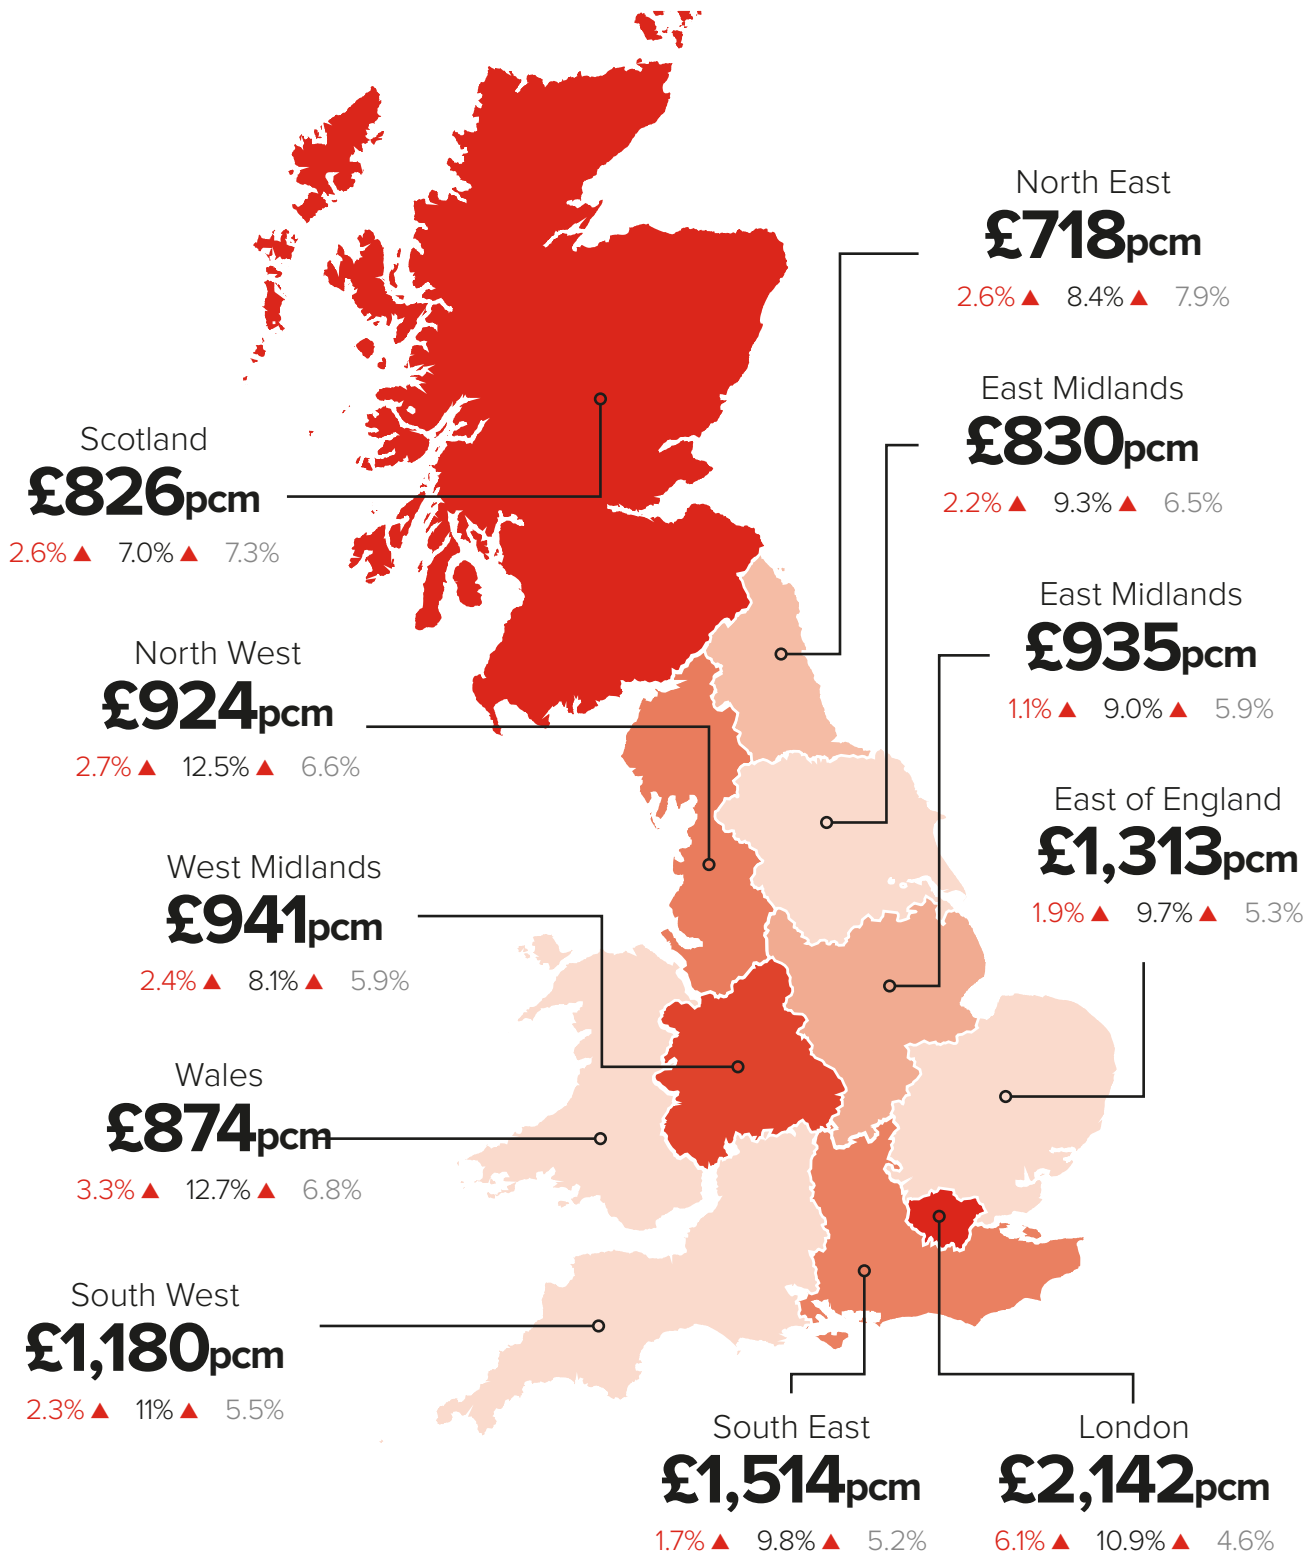 North East
£718pcm
2.6% ▲ 8.4% ▲ 7.9%
East Midlands
£830pcm
2.2% ▲ 9.3% ▲ 6.5%
Scotland
£826pcm
2.6% ▲ 7.0% ▲ 7.3%
East Midlands
£935pcm
1.1% ▲ 9.0% ▲ 5.9%
North West
£924pcm
2.7% ▲ 12.5% ▲ 6.6%
East of England
£1,313pcm
1.9% ▲ 9.7% ▲ 5.3%
West Midlands
£941pcm
2.4% ▲ 8.1% ▲ 5.9%
Wales
£874pcm
3.3% ▲ 12.7% ▲ 6.8%
South West
£1,180pcm
2.3% ▲ 11% ▲ 5.5%
South East
£1,514pcm
1.7% ▲ 9.8% ▲ 5.2%
London
£2,142pcm
6.1% ▲ 10.9% ▲ 4.6%